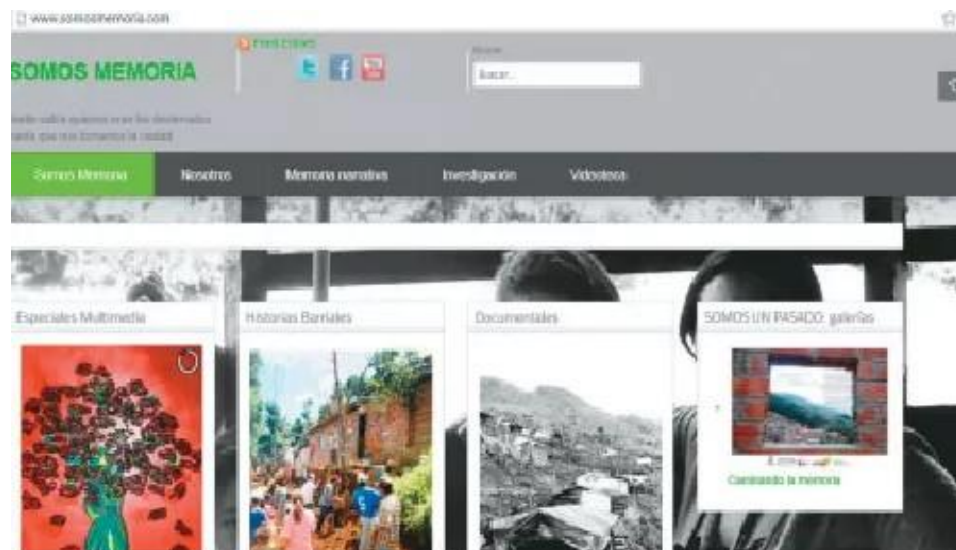 www.somosmemoria.com
SOMOS MEMORIA
Buscar...
Somos Memoria
Nosotros
Memoria narrativa
Investigación
Videoteca
Especiales Multimedia
Historias Barriales
Documentales
SOMOS UN PASADO: galerías
Caminando la memoria